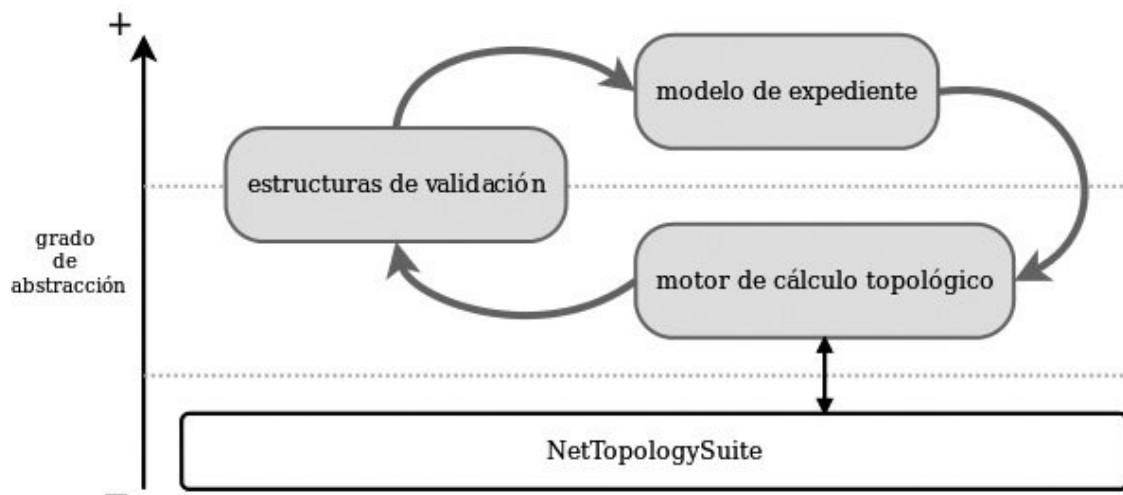 +
modelo de expediente
estructuras de validación
grado
de
abstracción
motor de cálculo topológico
NetTopologySuite
−